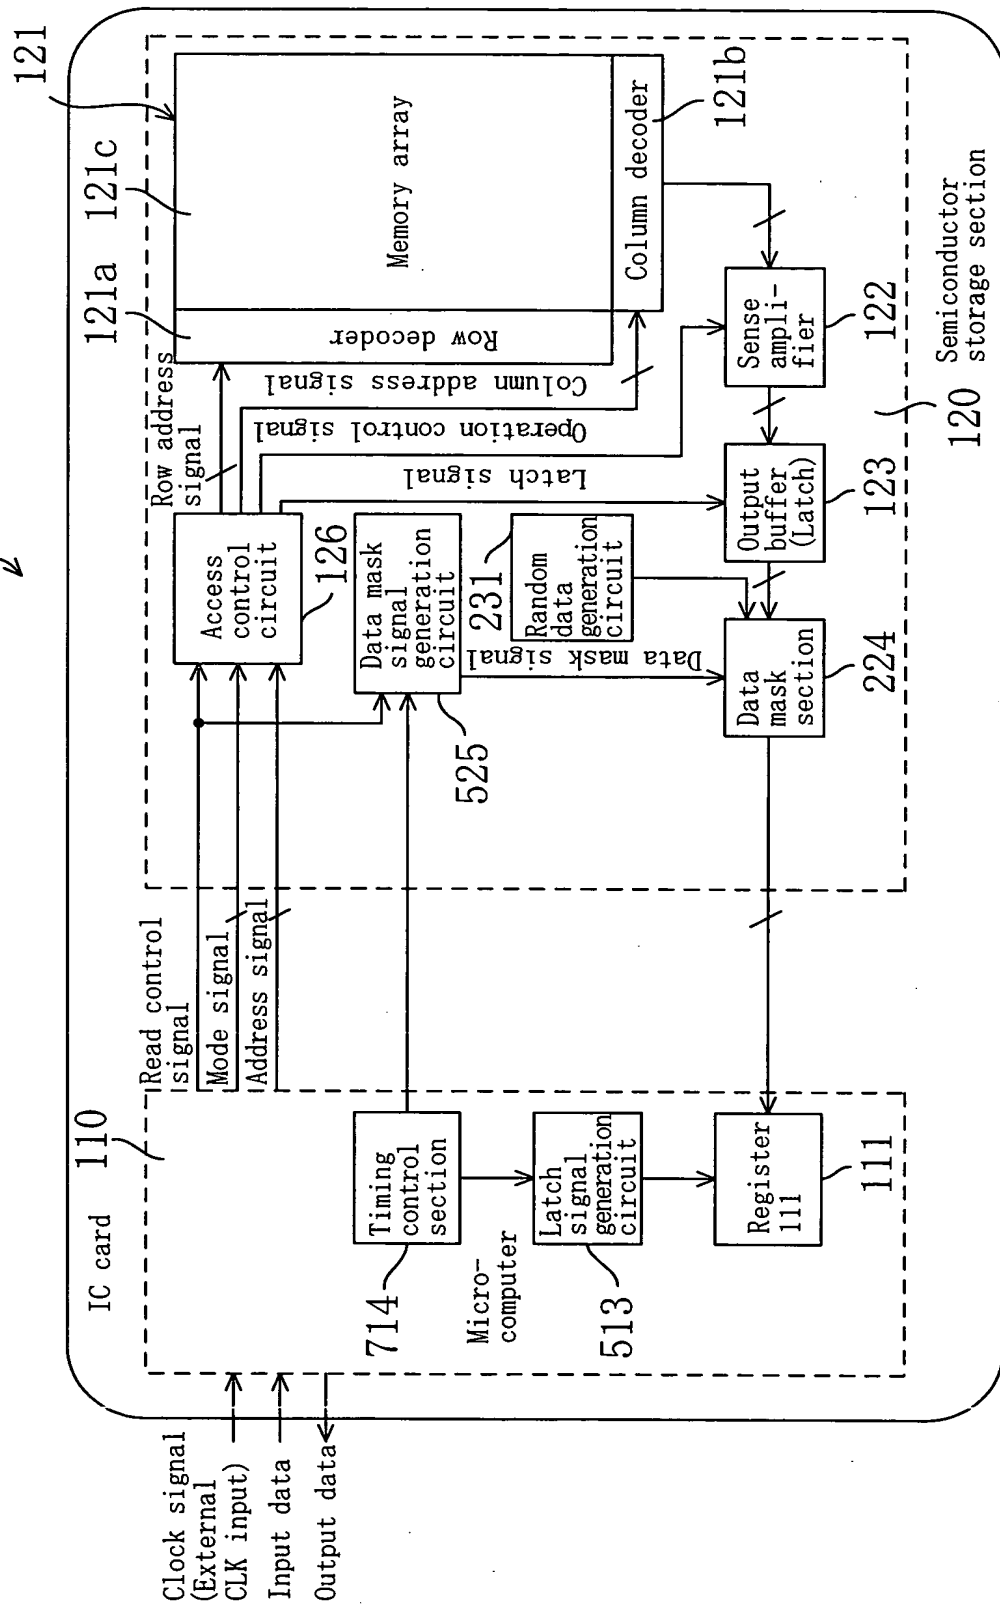 IC card
110
121
Clock signal
(External
CLK input)
Input data
Output data
Read control
signal
Mode signal
Address signal
Row address
signal
121a
121c
Access
control
circuit
126
Row decoder
Memory array
Column address signal
Operation control signal
Latch signal
Column decoder
121b
714
Timing
control
section
Micro-
computer
513
Latch
signal
generation
circuit
Register
111
111
525
Data mask
signal
generation
circuit
231
Random
data
generation
circuit
Data mask signal
Data
mask
section
224
Output
buffer
(Latch)
123
Sense
ampli-
fier
122
120
Semiconductor
storage section